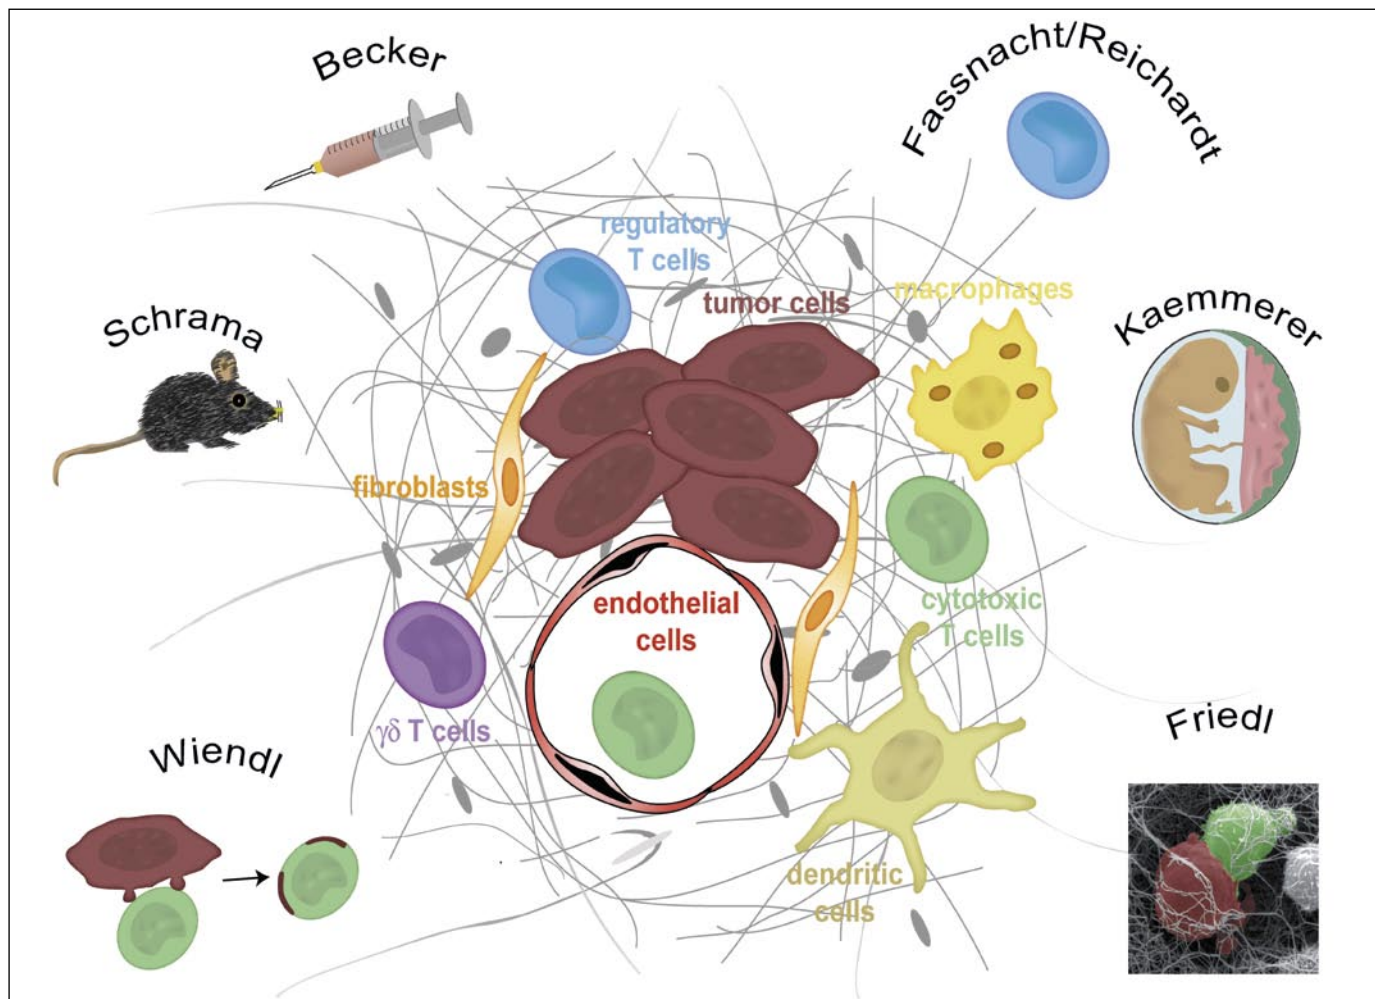 Becker
Fassnacht/Reichardt
regulatory
T cells
tumor cells
macrophages
Schrama
Kaemmerer
fibroblasts
endothelial
cells
cytotoxic
T cells
γδ T cells
Wiendl
Friedl
dendritic
cells